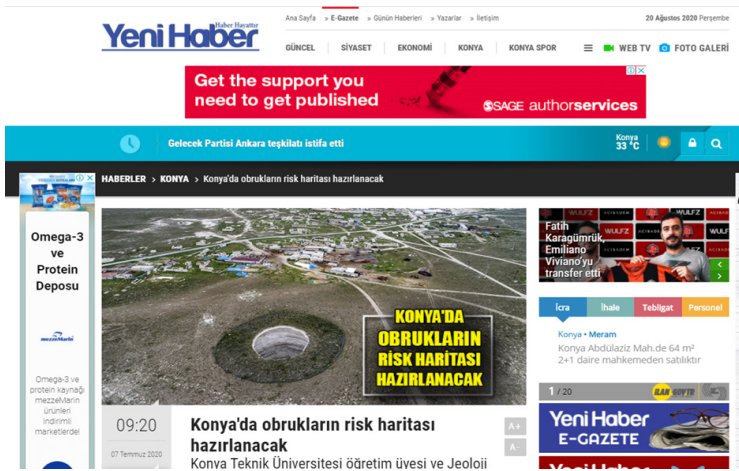 Ana Sayfa » E-Gazete » Günün Haberleri » Yazarlar » İletişim
20 Ağustos 2020 Perşembe
Haber Hayattır
Yeni Haber
GÜNCEL SİYASET EKONOMİ KONYA KONYA SPOR WEB TV FOTO GALERİ
Get the support you
need to get published
SAGE authorservices
Gelecek Partisi Ankara teşkilatı istifa etti
Konya
33 °C
HABERLER > KONYA > Konya'da obrukların risk haritası hazırlanacak
Omega-3
ve
Protein
Deposu
mezzeMarin
Omega-3 ve
protein kaynağı
mezzeMarin
ürünleri
indirimli
marketlerde!
KONYA'DA
OBRUKLARIN
RİSK HARİTASI
HAZIRLANACAK
Fatih
Karagümrük,
Emiliano
Viviano'yu
transfer etti
İcra İhale Tebligat Personel
Konya • Meram
Konya Abdülaziz Mah.de 64 m²
2+1 daire mahkemeden satılıktır
1 / 20
ILAN GOV TR
Yeni Haber
E-GAZETE
Yeni Haber
09:20
07 Temmuz 2020
Konya'da obrukların risk haritası
hazırlanacak
A+
A-
Konya Teknik Üniversitesi öğretim üyesi ve Jeoloji